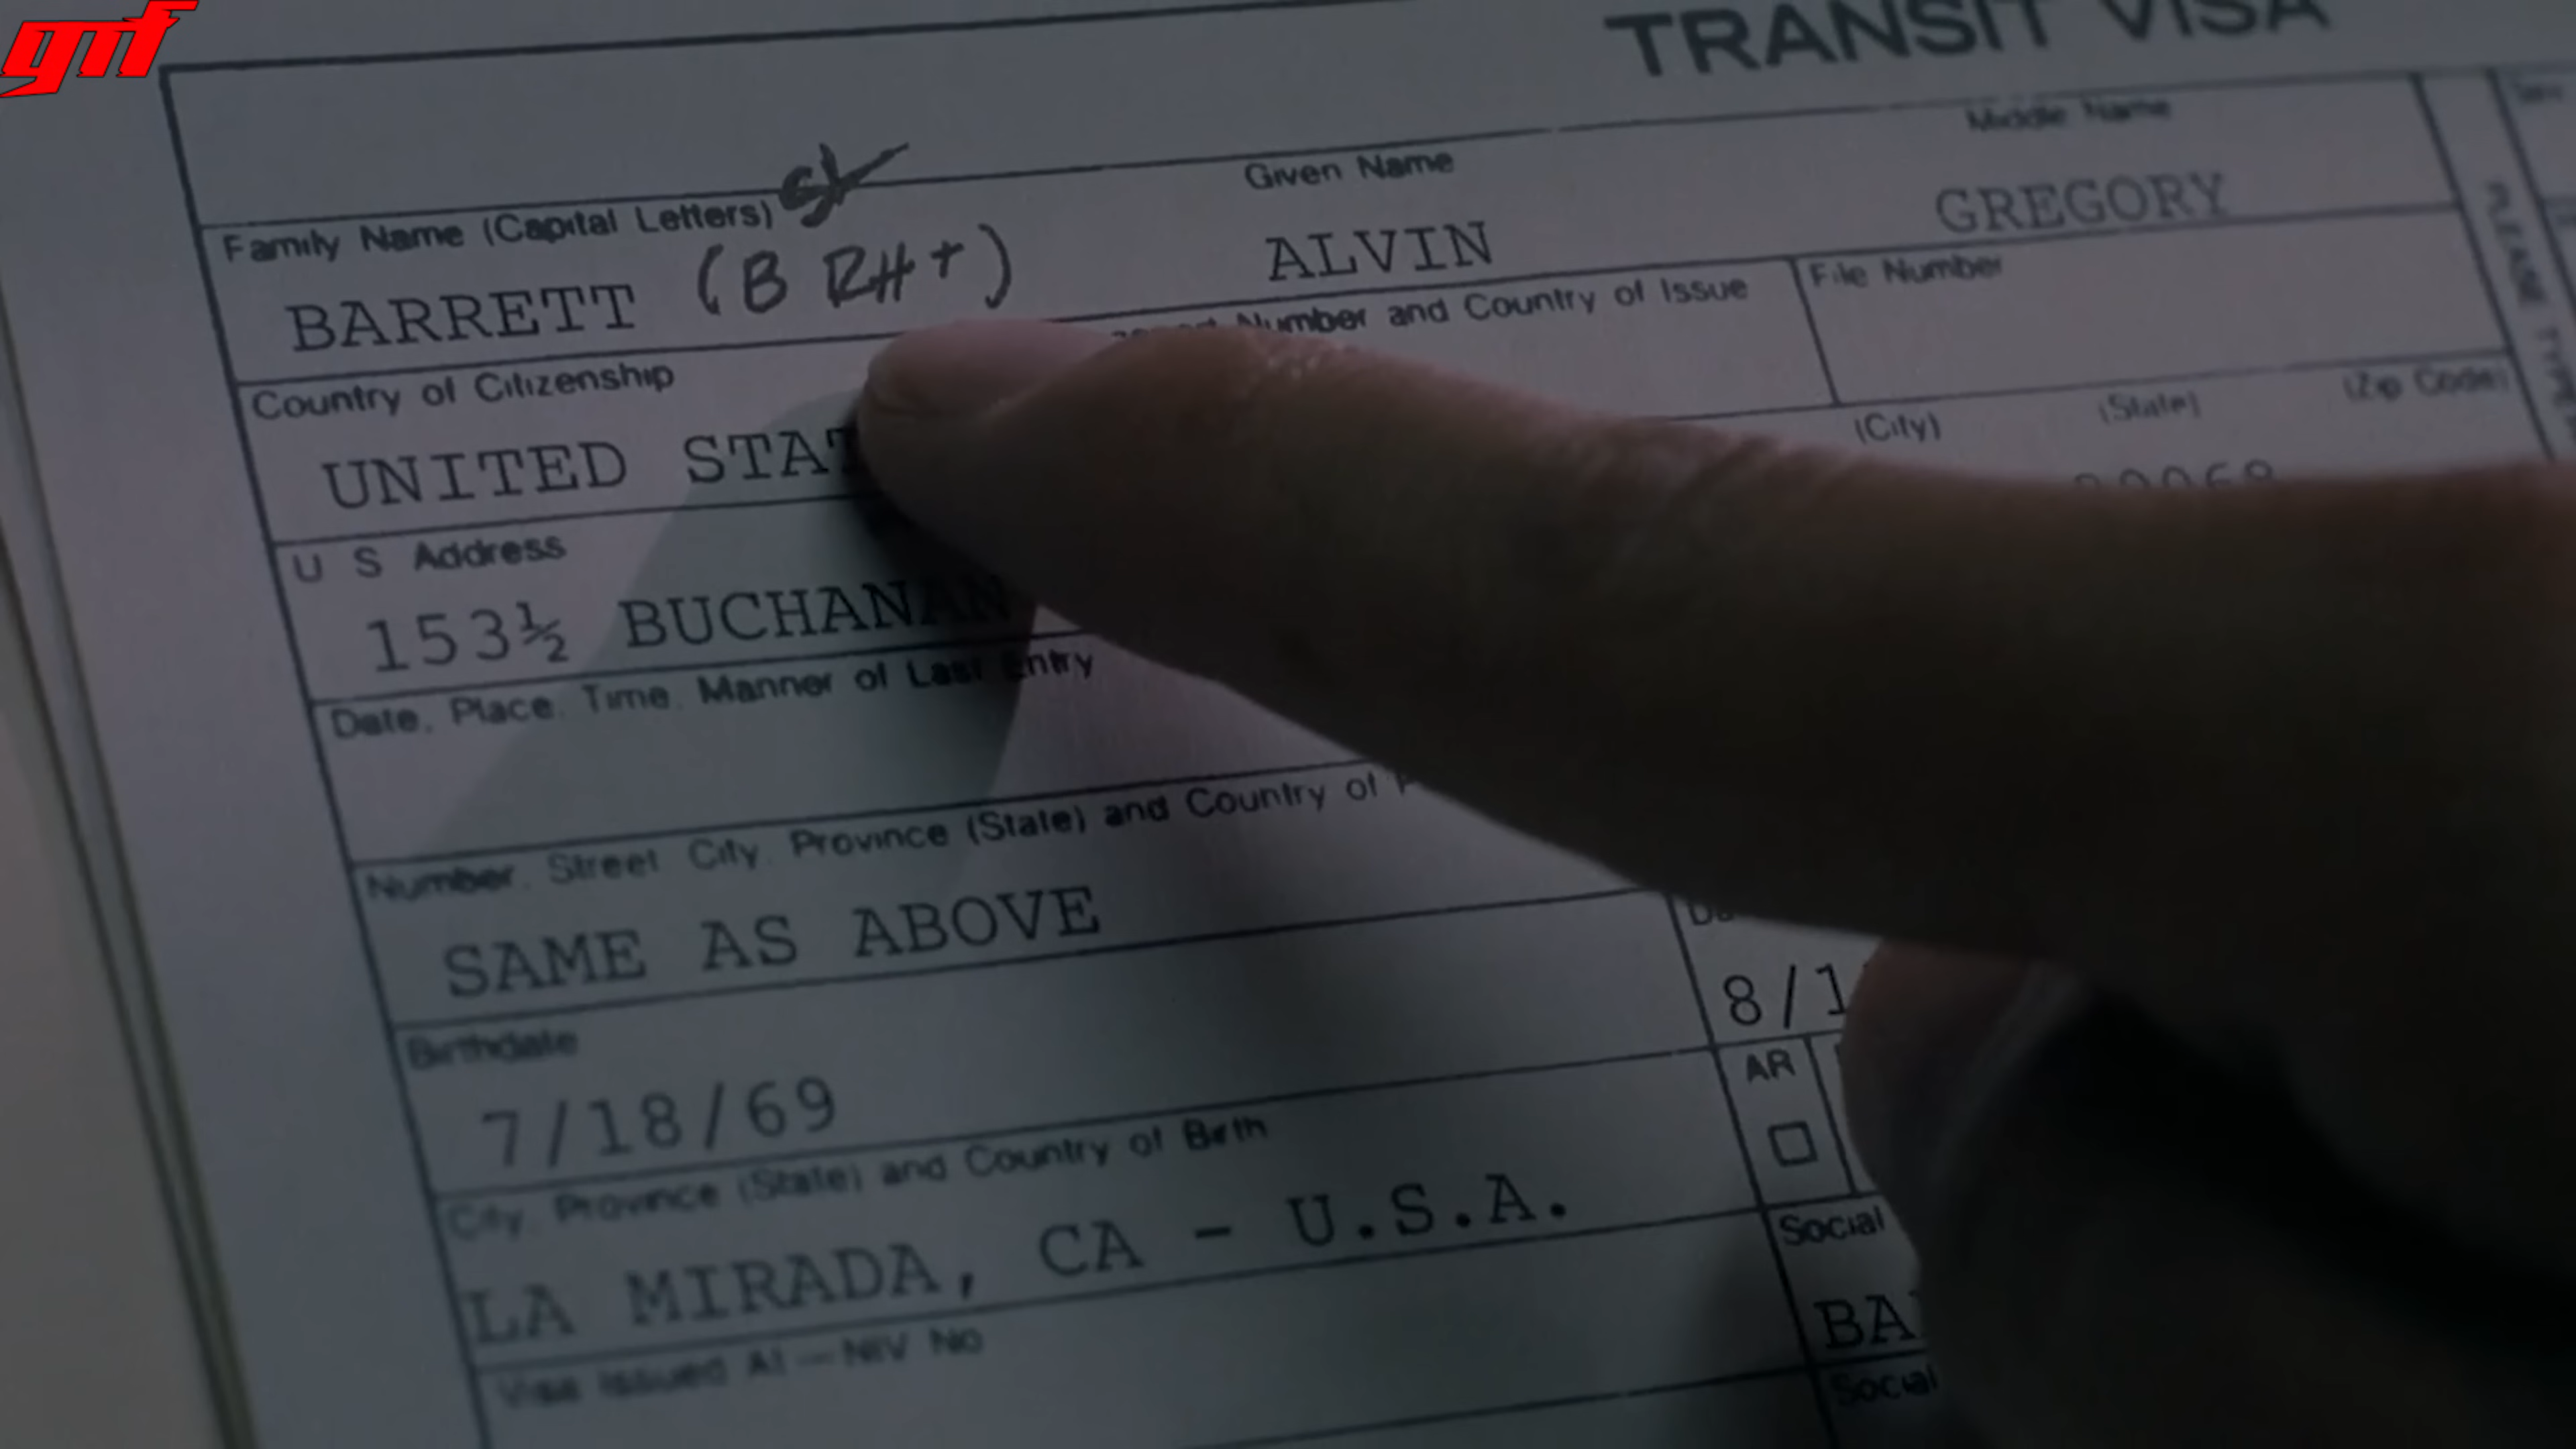 gnf
TRANSIT VISA
Family Name (Capital Letters) Given Name Middle Name
BARRETT (B RH+) ALVIN GREGORY
Country of Citizenship Number and Country of Issue File Number
UNITED STAT
(City) (State) (Zip Code)
U S Address
153½ BUCHANAN
Date, Place, Time, Manner of Last Entry
Number, Street City, Province (State) and Country of
SAME AS ABOVE
8/1
Birthdate
7/18/69
AR
City, Province (State) and Country of Birth
LA MIRADA, CA - U.S.A.
Social
BA
Visa Issued At — NIV No
Social
PLEASE TYPE